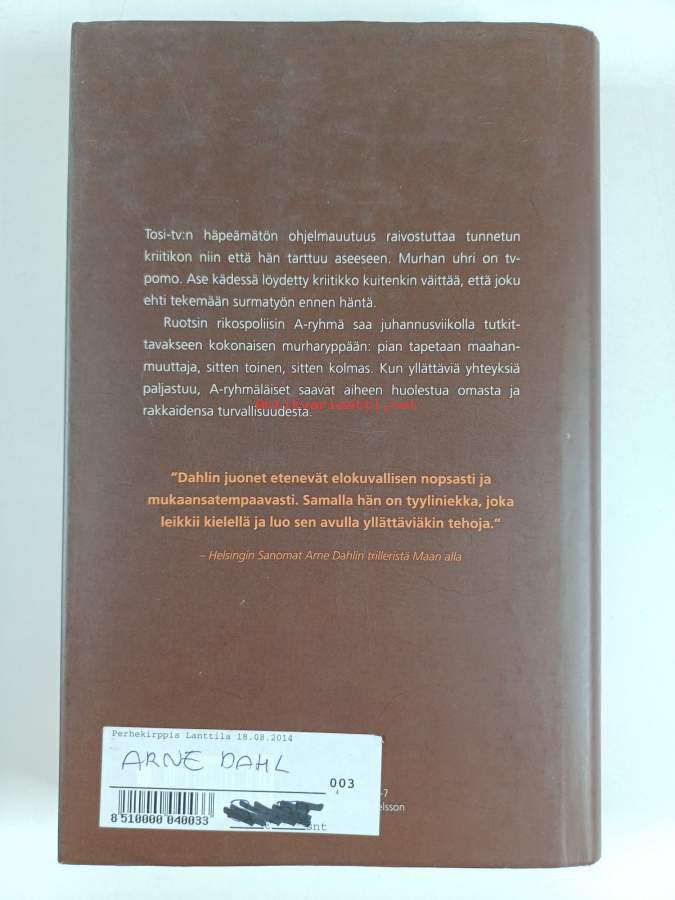 Tosi-tv:n häpeämätön ohjelmauutuus raivostuttaa tunnetun
kriitikon niin että hän tarttuu aseeseen. Murhan uhri on tv-
pomo. Ase kädessä löydetty kriitikko kuitenkin väittää, että joku
ehti tekemään surmatyön ennen häntä.
Ruotsin rikospoliisin A-ryhmä saa juhannusviikolla tutkit-
tavakseen kokonaisen murharyppään: pian tapetaan maahan-
muuttaja, sitten toinen, sitten kolmas. Kun yllättäviä yhteyksiä
paljastuu, A-ryhmäläiset saavat aiheen huolestua omasta ja
Antikvariaatti.net
rakkaidensa turvallisuudesta.
”Dahlin juonet etenevät elokuvallisen nopsasti ja
mukaansatempaavasti. Samalla hän on tyyliniekka, joka
leikkii kielellä ja luo sen avulla yllättäviäkin tehoja.”
– Helsingin Sanomat Arne Dahlin trilleristä Maan alla
Perhekirppis Lanttila 18.08.2014
ARNE DAHL
003
-7
elsson
8 510000 040033
snt